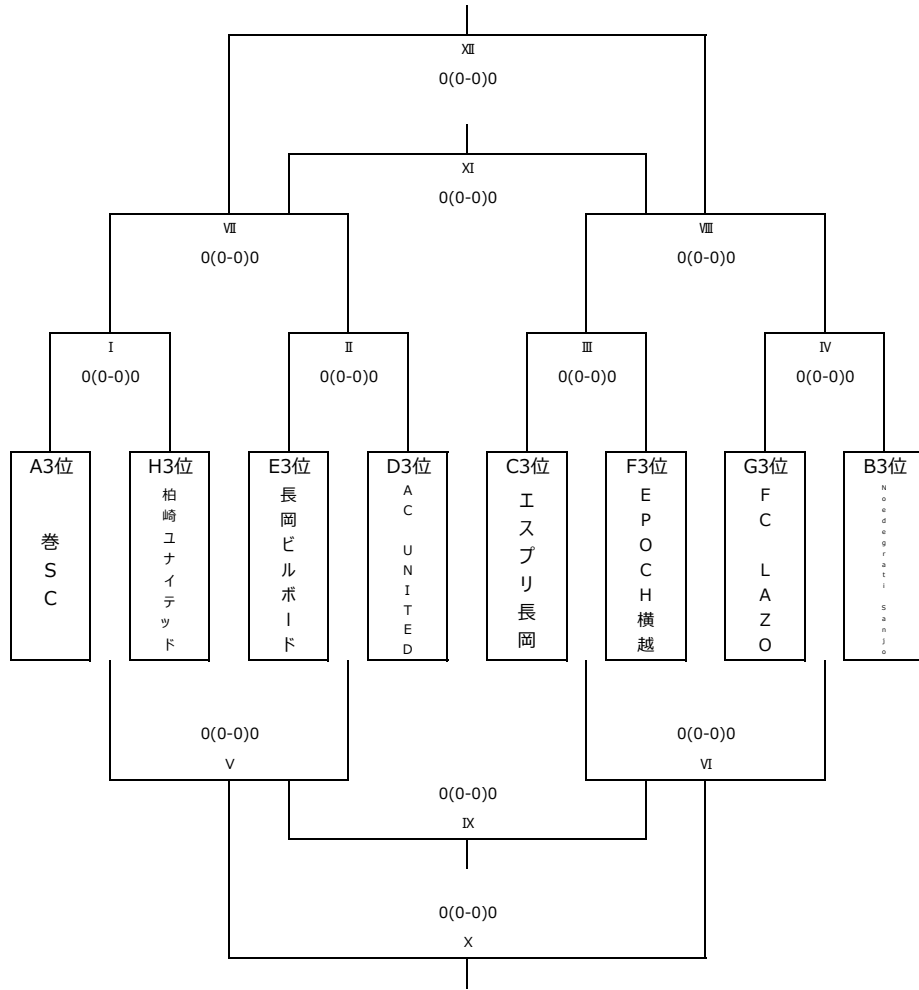 Ⅻ
0(0-0)0
Ⅺ
0(0-0)0
Ⅶ
Ⅷ
0(0-0)0
0(0-0)0
Ⅰ
Ⅱ
Ⅲ
Ⅳ
0(0-0)0
0(0-0)0
0(0-0)0
0(0-0)0
A3位
巻SC
H3位
柏崎ユナイテッド
E3位
長岡ビルボード
D3位
AC UNITED
C3位
エスプリ長岡
F3位
EPOCH横越
G3位
FC LAZO
B3位
Noedegrati Sanjo
0(0-0)0
0(0-0)0
Ⅴ
Ⅵ
0(0-0)0
Ⅸ
0(0-0)0
Ⅹ